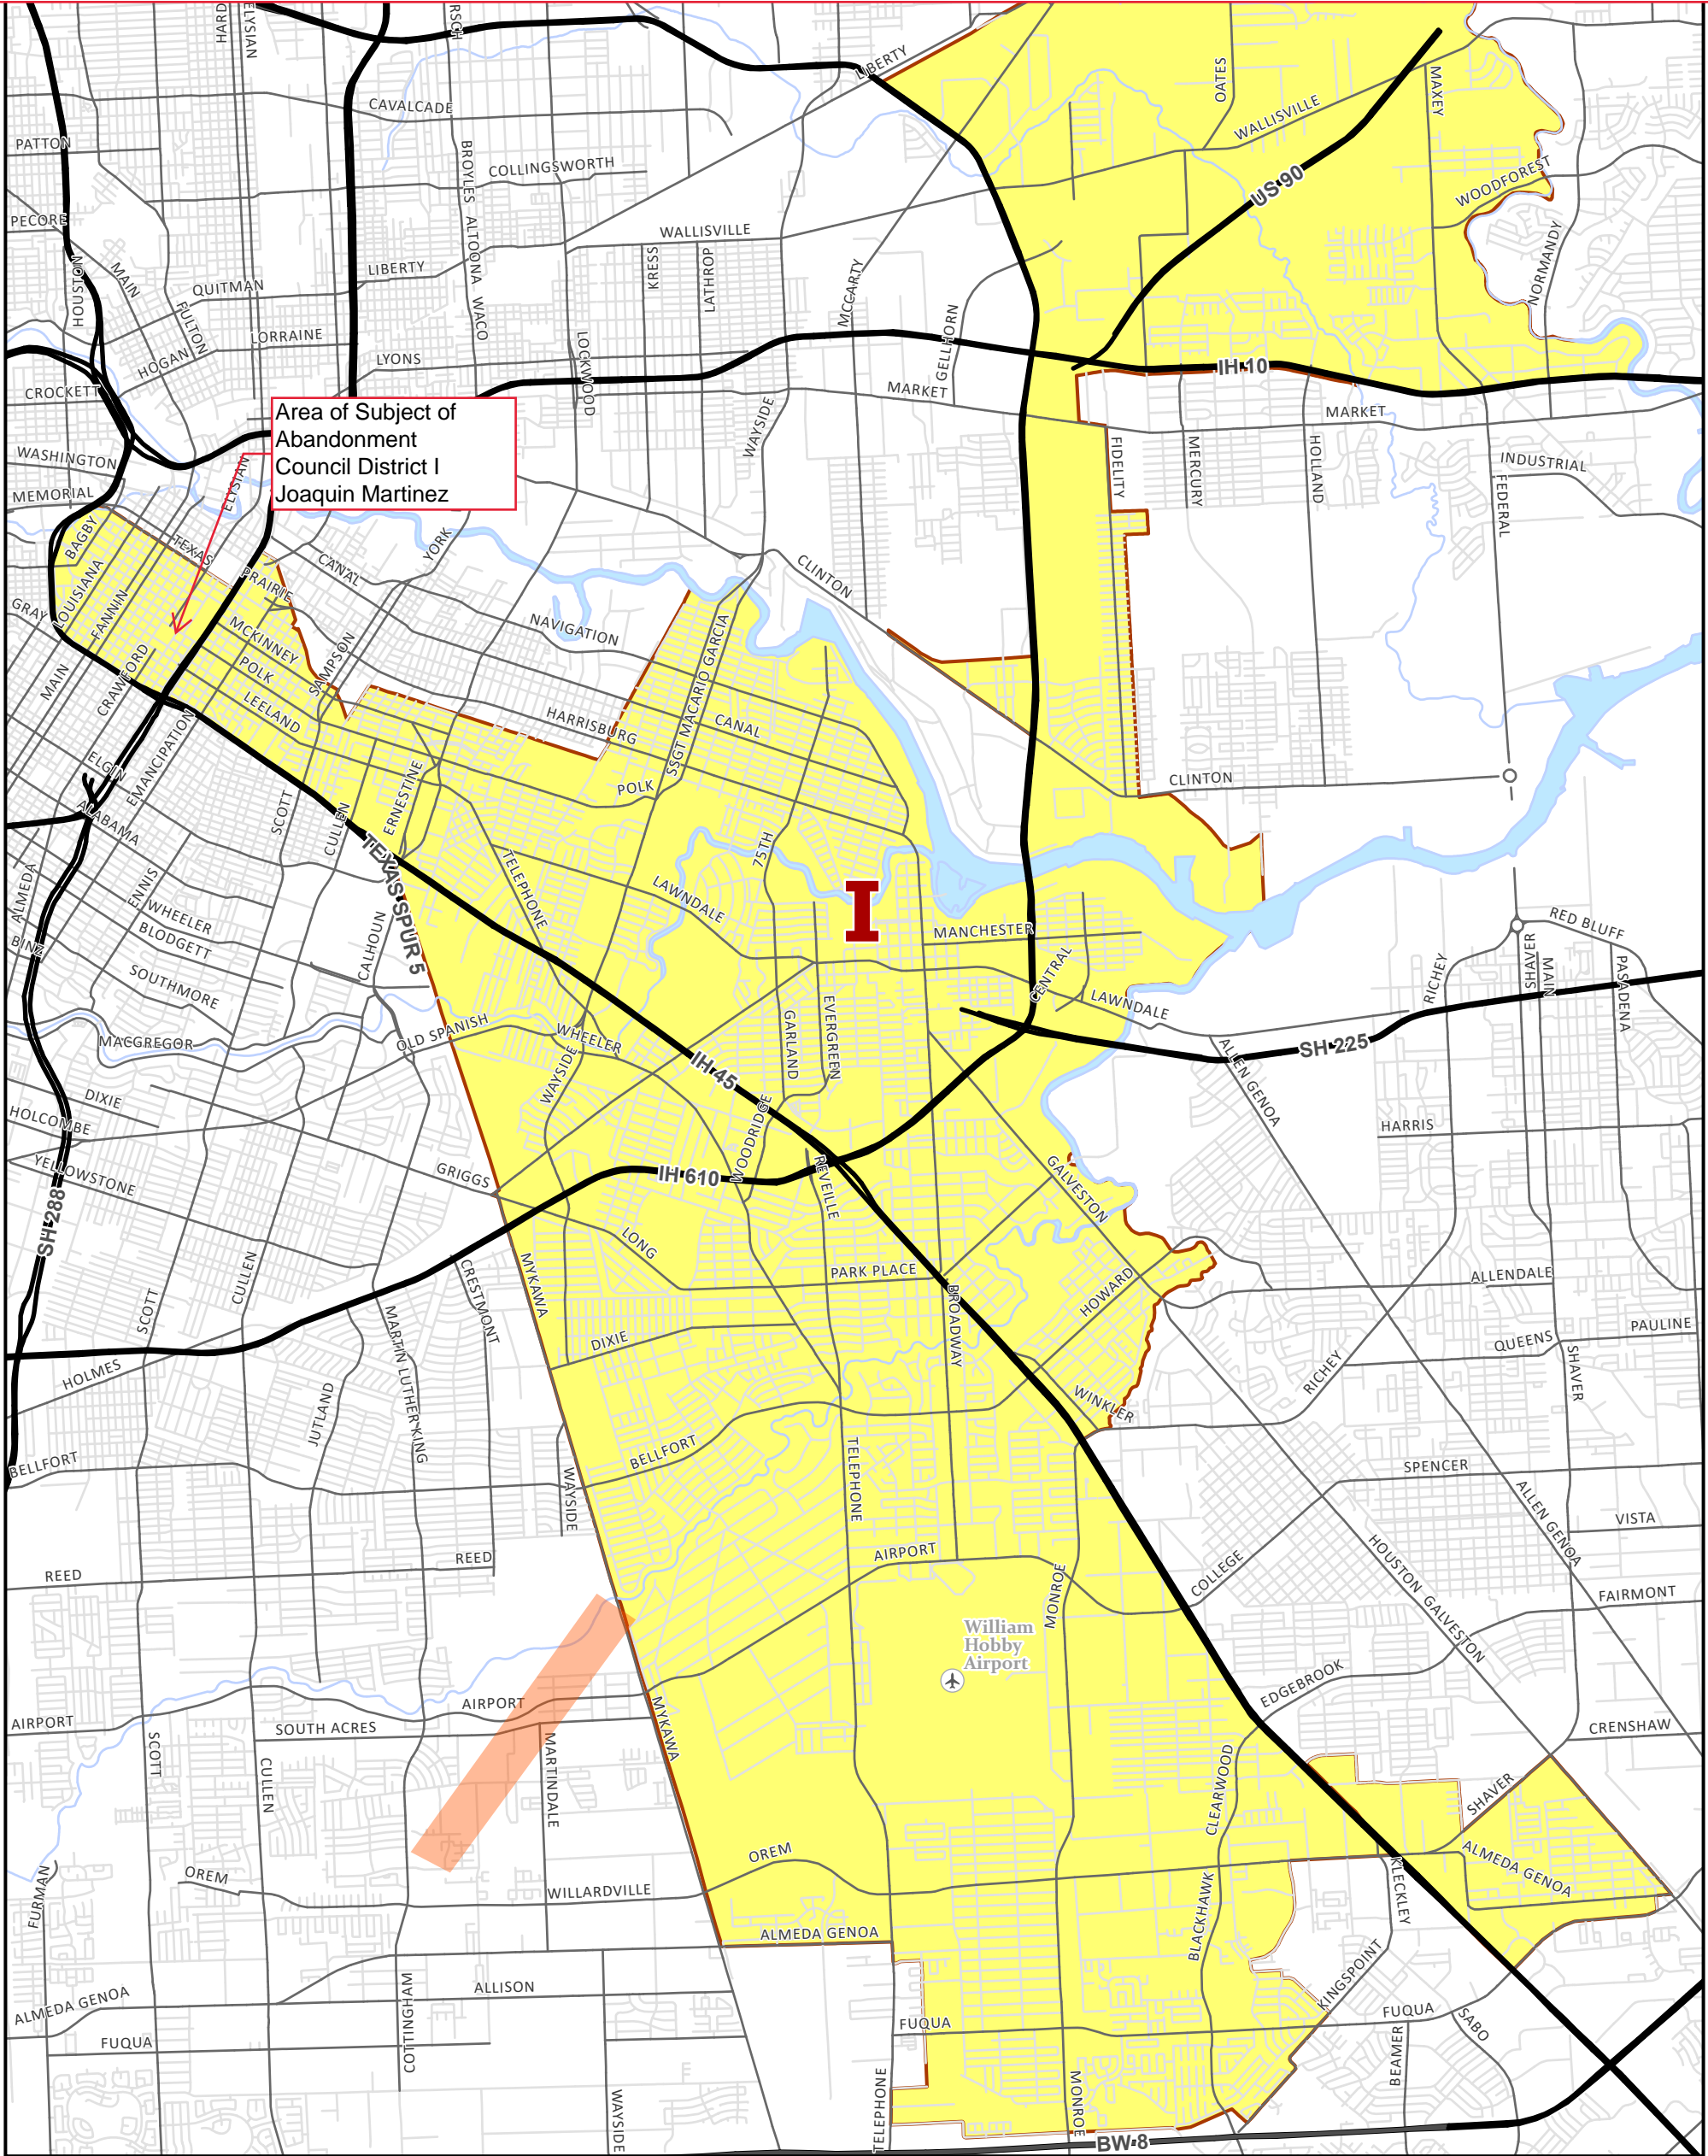 HARD
ELYSIAN
RSCH
LIBERTY
OATES
MAXEY
CAVALCADE
WALLISVILLE
PATTON
BROYLES
COLLINGSWORTH
WOODFOREST
US 90
PECORE
ALTOONA
WALLISVILLE
NORMANDY
HOUSTON
MAIN
LIBERTY
KRESS
LATHROP
MCCARTY
QUITMAN
WACO
FULTON
LORRAINE
LOCKWOOD
GELLHORN
HOGAN
LYONS
IH 10
CROCKETT
MARKET
MARKET
Area of Subject of
Abandonment
Council District I
Joaquin Martinez
WAYSIDE
WASHINGTON
FIDELITY
MERCURY
HOLLAND
INDUSTRIAL
MEMORIAL
ELYSIAN
FEDERAL
BAGBY
TEXAS
CANAL
YORK
CLINTON
LOUISIANA
PRAIRIE
GRAY
FANNIN
MCKINNEY
NAVIGATION
SSGT MACARIO GARCIA
POLK
SAMPSON
MAIN
CRAWFORD
LEELAND
HARRISBURG
CANAL
ELGIN
EMANCIPATION
POLK
CLINTON
SCOTT
CULLEN
ERNESTINE
ALABAMA
TEXAS SPUR 5
TELEPHONE
75TH
ALMEDA
ENNIS
WHEELER
LAWNDALE
I
MANCHESTER
RED BLUFF
BLODGETT
BINZ
CALHOUN
SHAVER
MAIN
PASADENA
SOUTHMORE
CENTRAL
RICHEY
LAWNDALE
MACGREGOR
OLD SPANISH
WHEELER
GARLAND
EVERGREEN
SH 225
ALLEN GENOA
IH 45
WAYSIDE
DIXIE
HOLCOMBE
WOODRIDGE
HARRIS
YELLOWSTONE
GRIGGS
IH 610
REVEILLE
GALVESTON
SH 288
LONG
MYKAWA
CRESTMONT
CULLEN
PARK PLACE
BROADWAY
HOWARD
ALLENDALE
SCOTT
MARTIN LUTHER KING
DIXIE
PAULINE
QUEENS
HOLMES
SHAVER
RICHEY
JUTLAND
WINKLER
BELLFORT
BELLFORT
TELEPHONE
WAYSIDE
SPENCER
ALLEN GENOA
VISTA
REED
REED
AIRPORT
MONROE
COLLEGE
HOUSTON GALVESTON
FAIRMONT
William
Hobby
Airport
EDGEBROOK
AIRPORT
AIRPORT
SOUTH ACRES
MYKAWA
CRENSHAW
SCOTT
CULLEN
MARTINDALE
CLEARWOOD
SHAVER
OREM
ALMEDA GENOA
OREM
WILLARDVILLE
KLECKLEY
FURMAN
BLACKHAWK
ALMEDA GENOA
KINGSPOINT
ALLISON
COTTINGHAM
ALMEDA GENOA
FUQUA
FUQUA
SABO
FUQUA
BEAMER
WAYSIDE
TELEPHONE
MONROE
BW 8